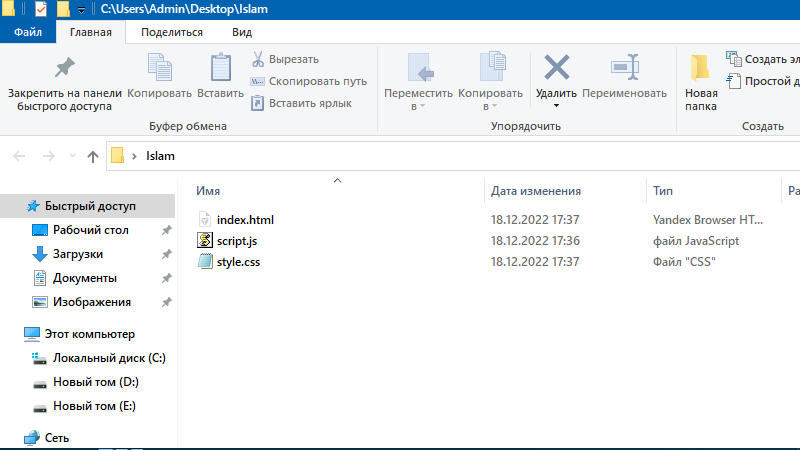 C:\Users\Admin\Desktop\Islam
Файл
Главная
Поделиться
Вид
Закрепить на панели
быстрого доступа
Копировать
Вставить
Вырезать
Скопировать путь
Вставить ярлык
Буфер обмена
Переместить
в
Копировать
в
Удалить
Переименовать
Упорядочить
Новая
папка
Создать эл
Простой д
Создать
Islam
Имя
Дата изменения
Тип
Ра
Быстрый доступ
Рабочий стол
Загрузки
Документы
Изображения
Этот компьютер
Локальный диск (C:)
Новый том (D:)
Новый том (E:)
Сеть
index.html 18.12.2022 17:37 Yandex Browser HT...
script.js 18.12.2022 17:36 файл JavaScript
style.css 18.12.2022 17:37 Файл "CSS"